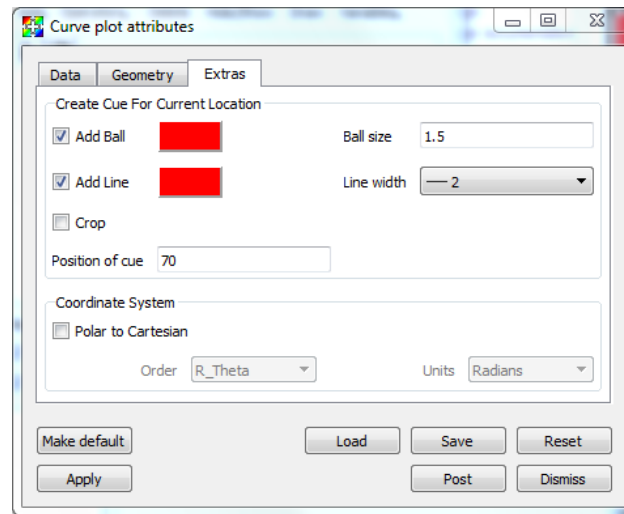 Curve plot attributes
Data Geometry Extras
Create Cue For Current Location
Add Ball Ball size 1.5
Add Line Line width 2
Crop
Position of cue 70
Coordinate System
Polar to Cartesian
Order R_Theta Units Radians
Make default Load Save Reset
Apply Post Dismiss